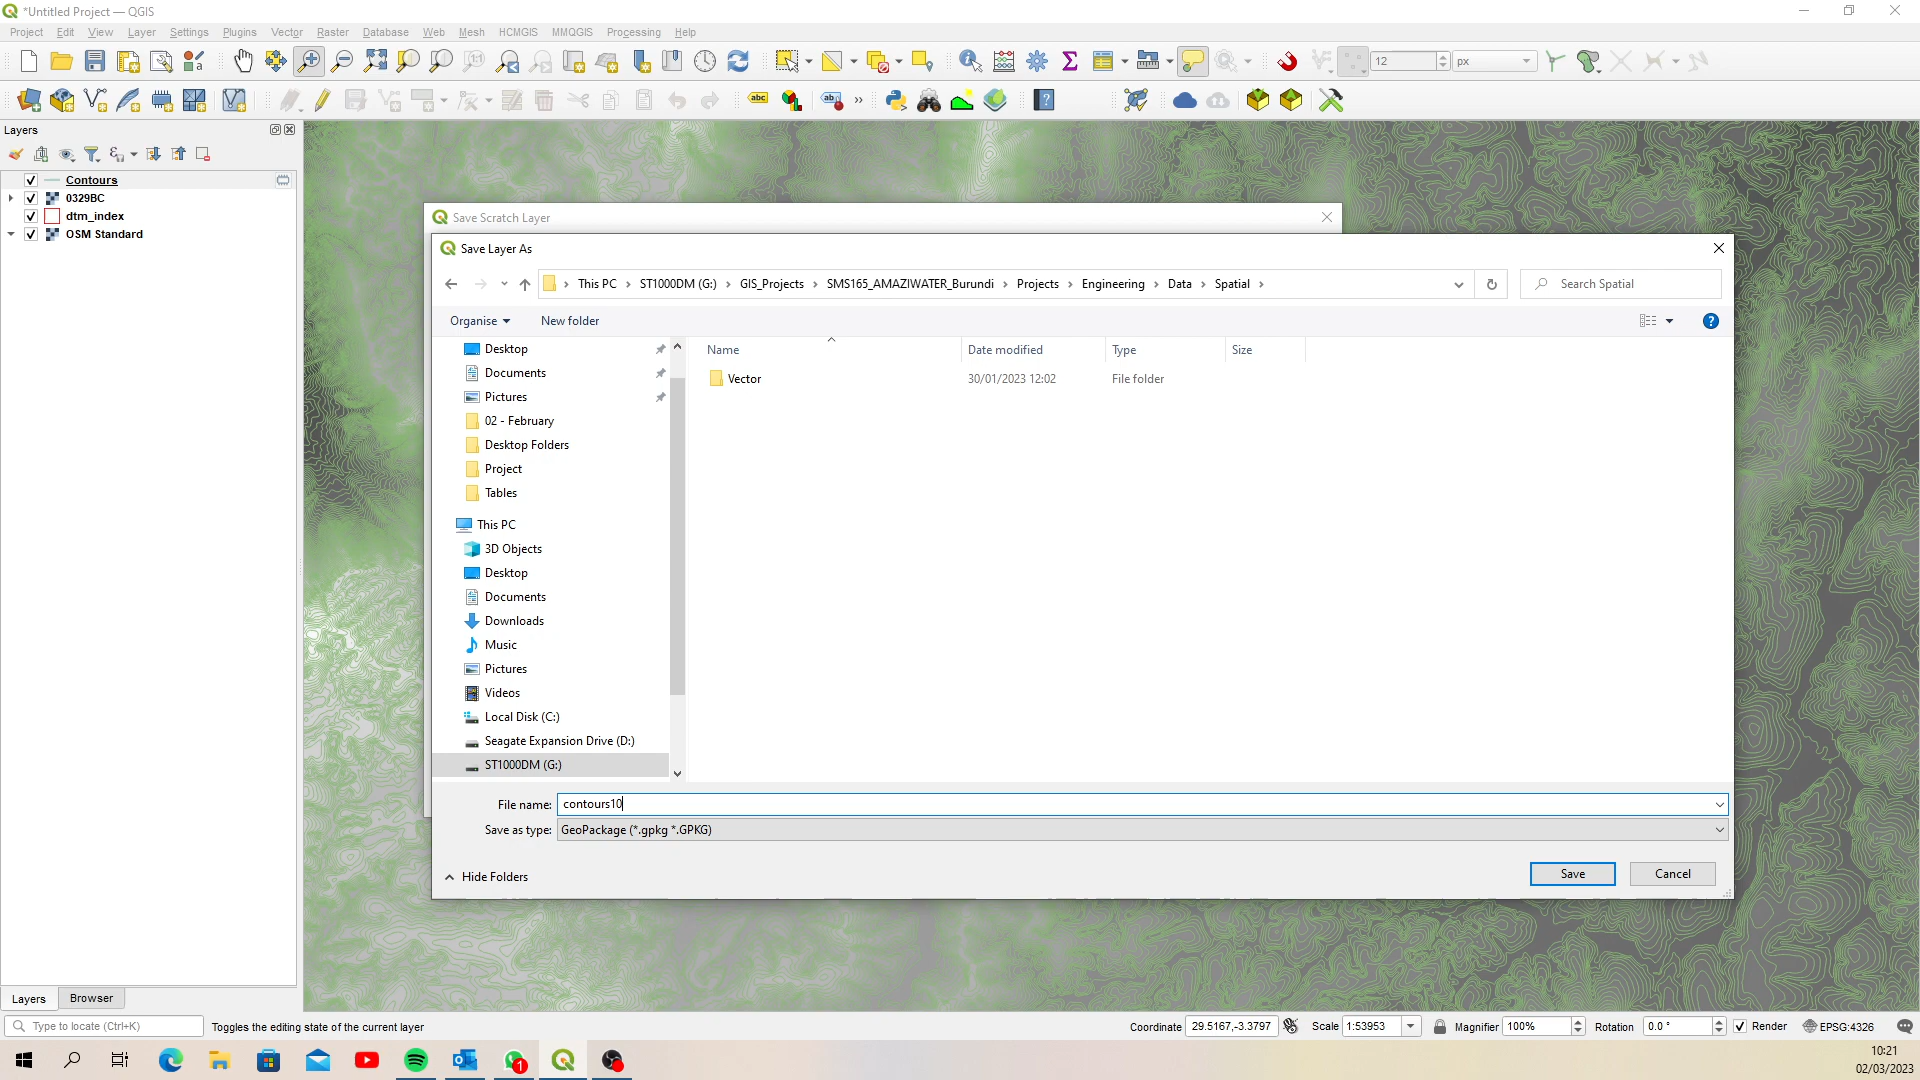 *Untitled Project — QGIS
Project Edit View Layer Settings Plugins Vector Raster Database Web Mesh HCMGIS MMQGIS Processing Help
12 px
abc ab »
Layers
Contours
0329BC
dtm_index
OSM Standard
Save Scratch Layer
Save Layer As
This PC › ST1000DM (G:) › GIS_Projects › SMS165_AMAZIWATER_Burundi › Projects › Engineering › Data › Spatial ›
Search Spatial
Organise New folder
Name Date modified Type Size
Vector 30/01/2023 12:02 File folder
Desktop
Documents
Pictures
02 - February
Desktop Folders
Project
Tables
This PC
3D Objects
Desktop
Documents
Downloads
Music
Pictures
Videos
Local Disk (C:)
Seagate Expansion Drive (D:)
ST1000DM (G:)
File name: contours10
Save as type: GeoPackage (*.gpkg *.GPKG)
Hide Folders Save Cancel
Layers Browser
Type to locate (Ctrl+K) Toggles the editing state of the current layer Coordinate 29.5167,-3.3797 Scale 1:53953 Magnifier 100% Rotation 0.0 ° Render EPSG:4326
1
10:21
02/03/2023